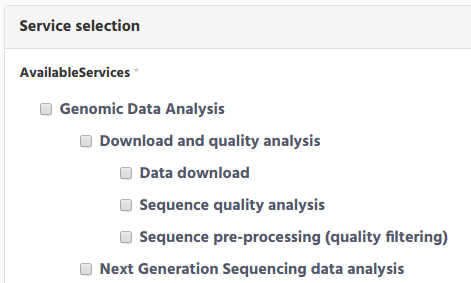 Service selection
AvailableServices *
Genomic Data Analysis
Download and quality analysis
Data download
Sequence quality analysis
Sequence pre-processing (quality filtering)
Next Generation Sequencing data analysis